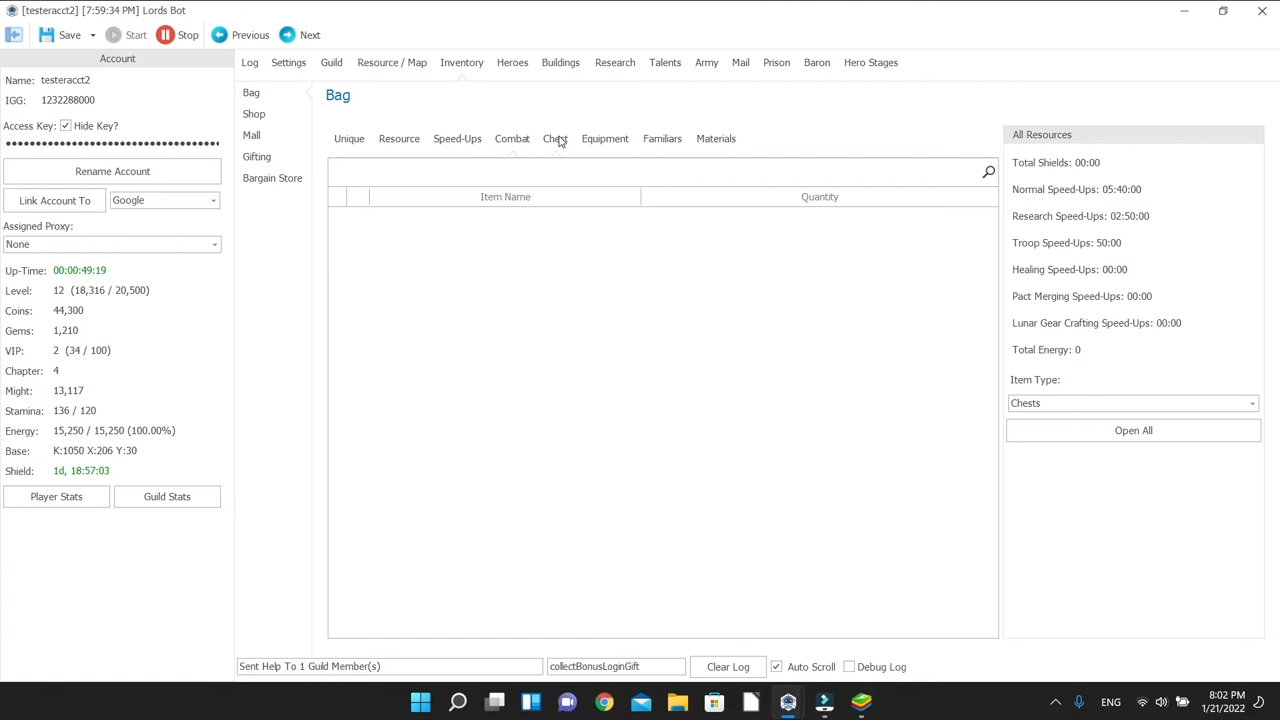 [testeracct2] [7:59:34 PM] Lords Bot
Save Start Stop Previous Next
Account
Name: testeracct2
IGG: 1232288000
Access Key: Hide Key?
Rename Account
Link Account To Google
Assigned Proxy:
None
Up-Time: 00:00:49:19
Level: 12 (18,316 / 20,500)
Coins: 44,300
Gems: 1,210
VIP: 2 (34 / 100)
Chapter: 4
Might: 13,117
Stamina: 136 / 120
Energy: 15,250 / 15,250 (100.00%)
Base: K:1050 X:206 Y:30
Shield: 1d, 18:57:03
Player Stats Guild Stats
Log Settings Guild Resource / Map Inventory Heroes Buildings Research Talents Army Mail Prison Baron Hero Stages
Bag
Shop
Mall
Gifting
Bargain Store
Bag
Unique Resource Speed-Ups Combat Chest Equipment Familiars Materials
Item Name Quantity
All Resources
Total Shields: 00:00
Normal Speed-Ups: 05:40:00
Research Speed-Ups: 02:50:00
Troop Speed-Ups: 50:00
Healing Speed-Ups: 00:00
Pact Merging Speed-Ups: 00:00
Lunar Gear Crafting Speed-Ups: 00:00
Total Energy: 0
Item Type:
Chests
Open All
Sent Help To 1 Guild Member(s) collectBonusLoginGift Clear Log Auto Scroll Debug Log
ENG 8:02 PM
1/21/2022